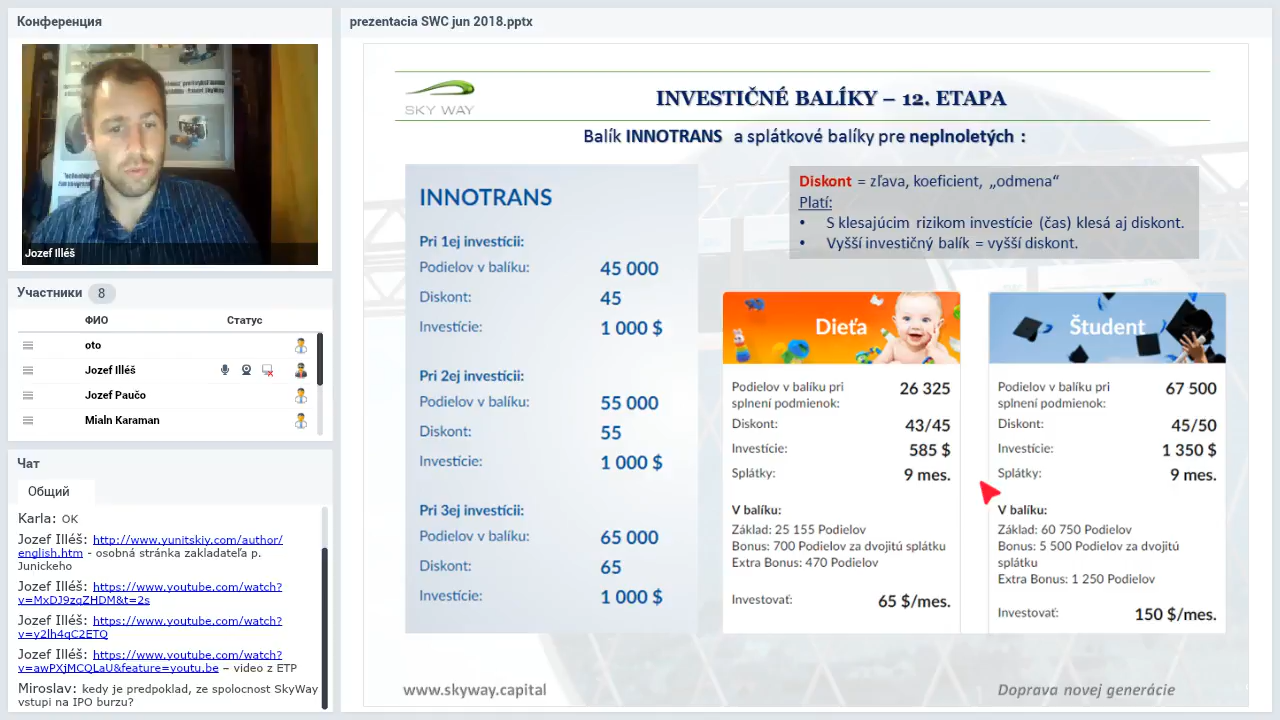 Конференция
Jozef Illéš
Участники 8
ФИО Статус
oto
Jozef Illéš
Jozef Paučo
Mialn Karaman
Чат
Общий
Karla: OK
Jozef Illéš: http://www.yunitskiy.com/author/
english.htm - osobná stránka zakladateľa p.
Junickeho
Jozef Illéš: https://www.youtube.com/watch?
v=MxDJ9zqZHDM&t=2s
Jozef Illéš: https://www.youtube.com/watch?
v=y2lh4qC2ETQ
Jozef Illéš: https://www.youtube.com/watch?
v=awPXjMCQLaU&feature=youtu.be – video z ETP
Miroslav: kedy je predpoklad, ze spolocnost SkyWay
vstupi na IPO burzu?
prezentacia SWC jun 2018.pptx
SKY WAY
INVESTIČNÉ BALÍKY – 12. ETAPA
Balík INNOTRANS a splátkové balíky pre neplnoletých :
INNOTRANS
Pri 1ej investícii:
Podielov v balíku: 45 000
Diskont: 45
Investície: 1 000 $
Pri 2ej investícii:
Podielov v balíku: 55 000
Diskont: 55
Investície: 1 000 $
Pri 3ej investícii:
Podielov v balíku: 65 000
Diskont: 65
Investície: 1 000 $
Diskont = zľava, koeficient, „odmena“
Platí:
• S klesajúcim rizikom investície (čas) klesá aj diskont.
• Vyšší investičný balík = vyšší diskont.
Dieťa
Podielov v balíku pri
splnení podmienok: 26 325
Diskont: 43/45
Investície: 585 $
Splátky: 9 mes.
V balíku:
Základ: 25 155 Podielov
Bonus: 700 Podielov za dvojitú splátku
Extra Bonus: 470 Podielov
Investovať: 65 $/mes.
Študent
Podielov v balíku pri
splnení podmienok: 67 500
Diskont: 45/50
Investície: 1 350 $
Splátky: 9 mes.
V balíku:
Základ: 60 750 Podielov
Bonus: 5 500 Podielov za dvojitú
splátku
Extra Bonus: 1 250 Podielov
Investovať: 150 $/mes.
www.skyway.capital
Doprava novej generácie